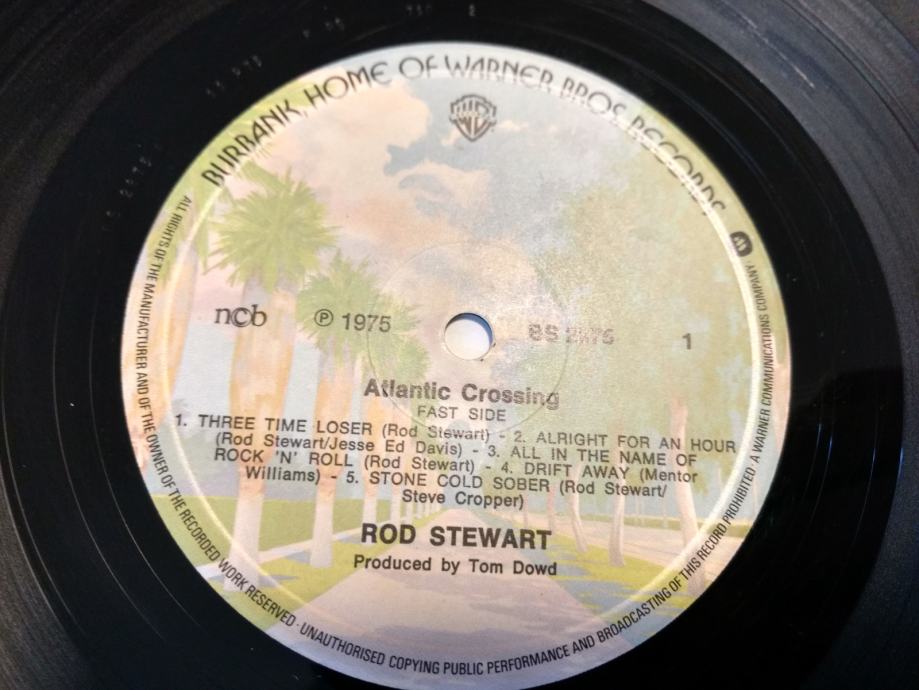 BURBANK, HOME OF WARNER BROS. RECORDS
ncb
Ⓟ 1975
BS
1
Atlantic Crossing
FAST SIDE
1. THREE TIME LOSER (Rod Stewart) - 2. ALRIGHT FOR AN HOUR
(Rod Stewart/Jesse Ed Davis) - 3. ALL IN THE NAME OF
ROCK 'N' ROLL (Rod Stewart) - 4. DRIFT AWAY (Mentor
Williams) - 5. STONE COLD SOBER (Rod Stewart/
Steve Cropper)
ROD STEWART
Produced by Tom Dowd
ALL RIGHTS OF THE MANUFACTURER AND OF THE OWNER OF THE RECORDED WORK RESERVED · UNAUTHORISED COPYING PUBLIC PERFORMANCE AND BROADCASTING OF THIS RECORD PROHIBITED A WARNER COMMUNICATIONS COMPANY